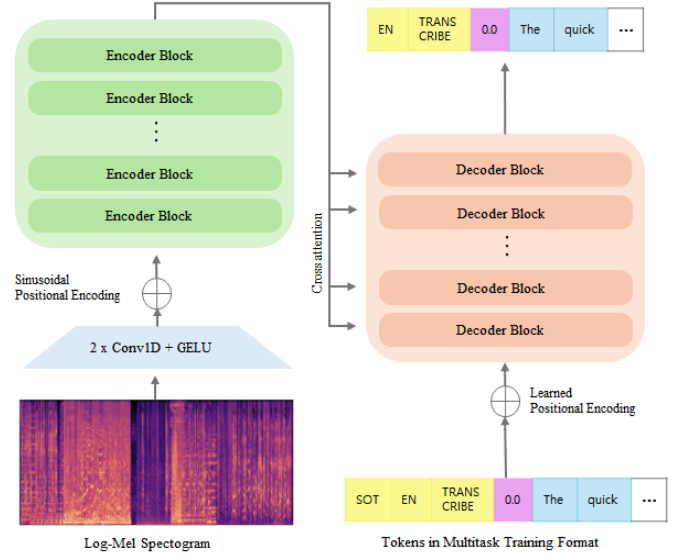 Encoder Block
Encoder Block
⋮
Encoder Block
Encoder Block
Sinusoidal
Positional Encoding
2 x Conv1D + GELU
Log-Mel Spectogram
Cross attention
EN
TRANS
CRIBE
0.0
The
quick
...
Decoder Block
Decoder Block
⋮
Decoder Block
Decoder Block
Learned
Positional Encoding
SOT
EN
TRANS
CRIBE
0.0
The
quick
...
Tokens in Multitask Training Format